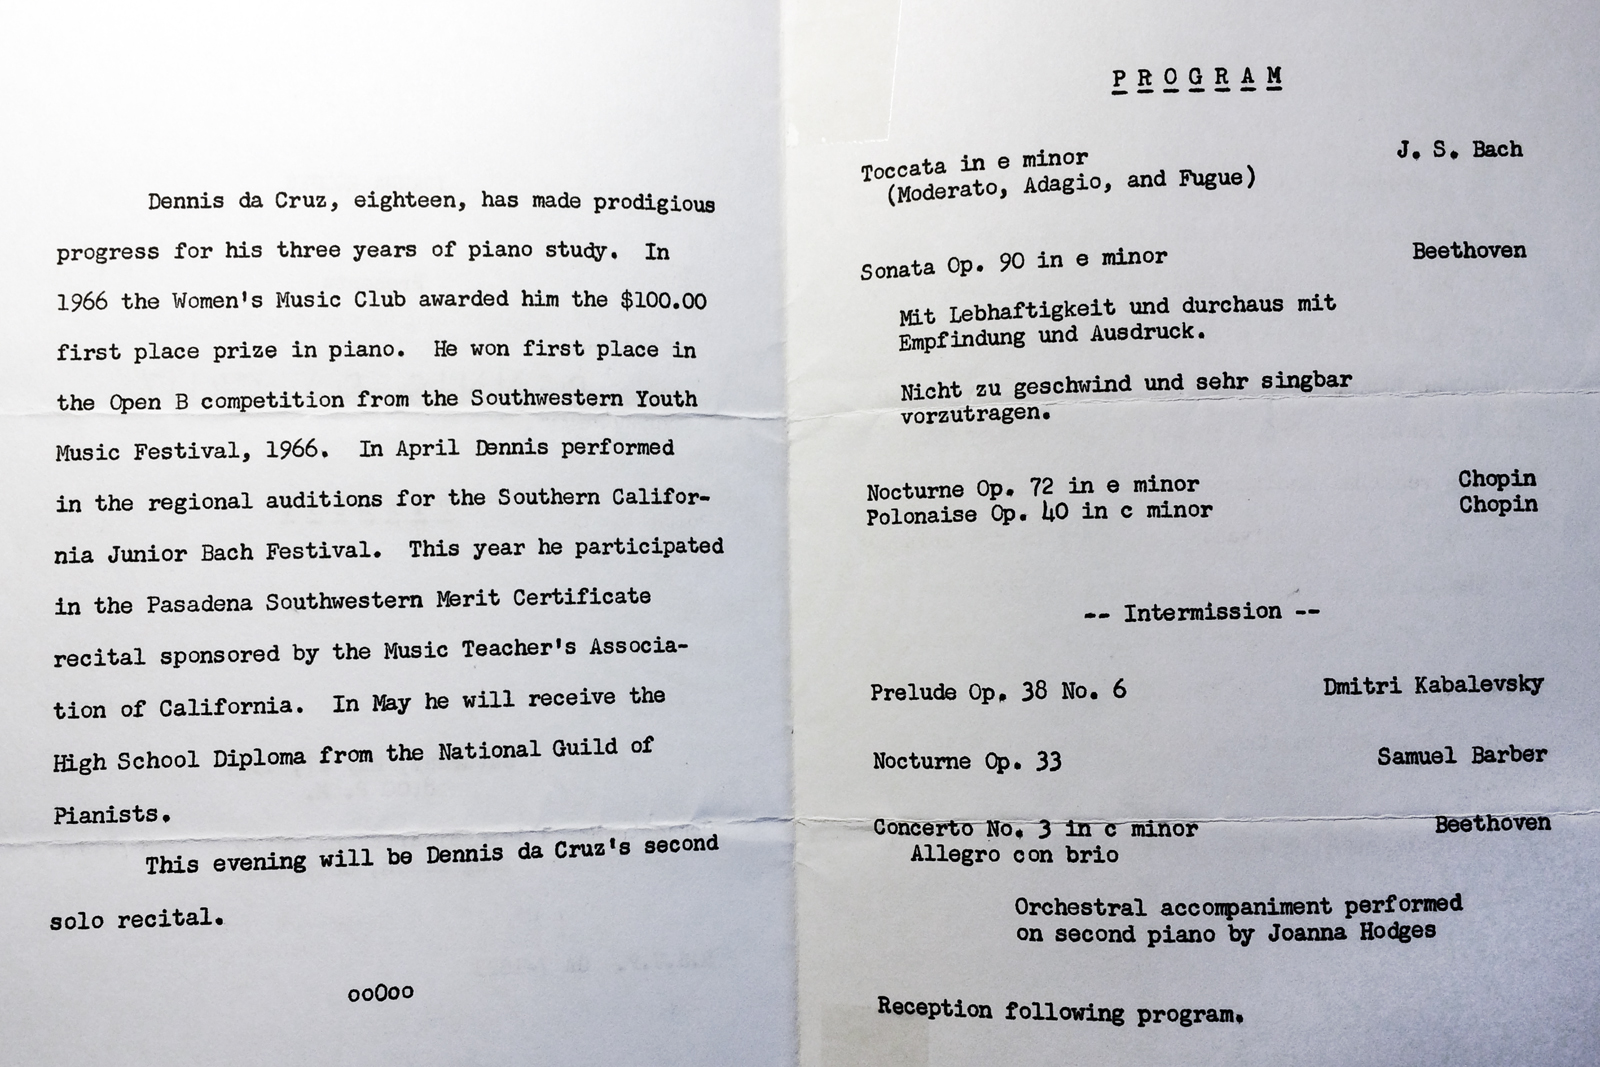 Dennis da Cruz, eighteen, has made prodigious
progress for his three years of piano study. In
1966 the Women's Music Club awarded him the $100.00
first place prize in piano. He won first place in
the Open B competition from the Southwestern Youth
Music Festival, 1966. In April Dennis performed
in the regional auditions for the Southern Califor-
nia Junior Bach Festival. This year he participated
in the Pasadena Southwestern Merit Certificate
recital sponsored by the Music Teacher's Associa-
tion of California. In May he will receive the
High School Diploma from the National Guild of
Pianists.
This evening will be Dennis da Cruz's second
solo recital.
ooOoo
PROGRAM
Toccata in e minor J. S. Bach
(Moderato, Adagio, and Fugue)
Sonata Op. 90 in e minor Beethoven
Mit Lebhaftigkeit und durchaus mit
Empfindung und Ausdruck.
Nicht zu geschwind und sehr singbar
vorzutragen.
Nocturne Op. 72 in e minor Chopin
Polonaise Op. 40 in c minor Chopin
-- Intermission --
Prelude Op. 38 No. 6 Dmitri Kabalevsky
Nocturne Op. 33 Samuel Barber
Concerto No. 3 in c minor Beethoven
Allegro con brio
Orchestral accompaniment performed
on second piano by Joanna Hodges
Reception following program.